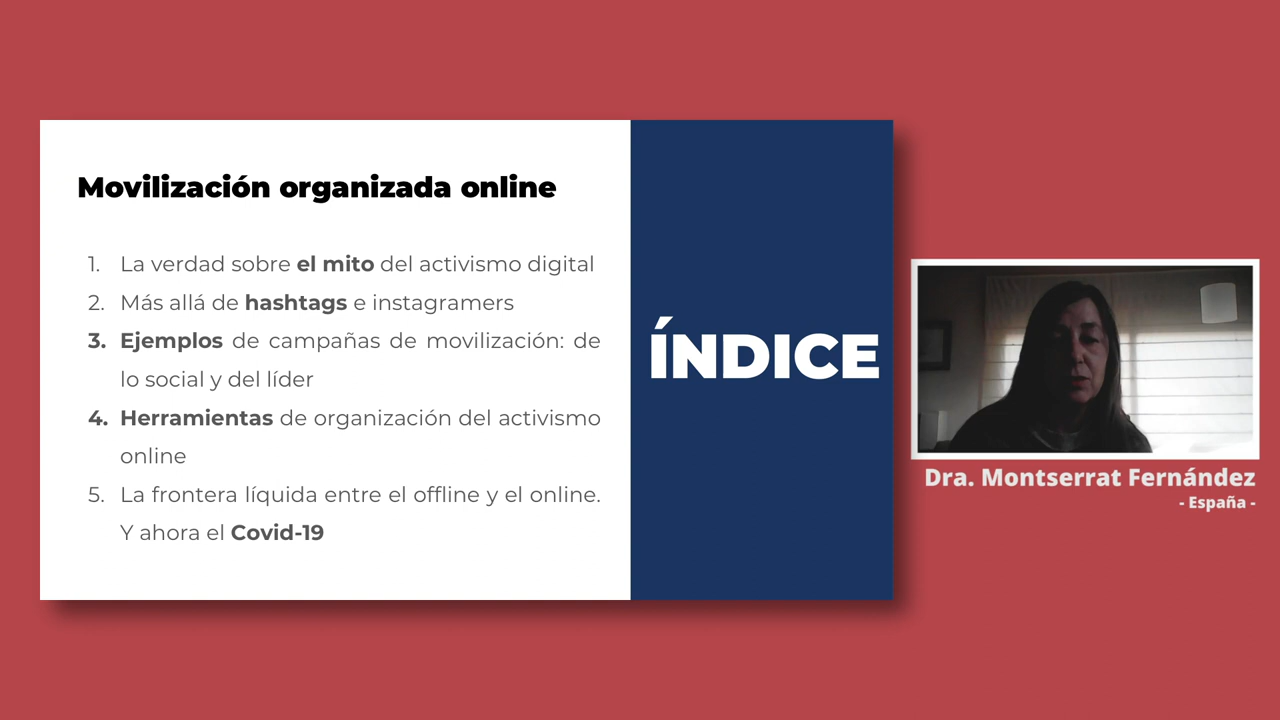 Movilización organizada online
1. La verdad sobre el mito del activismo digital
2. Más allá de hashtags e instagramers
3. Ejemplos de campañas de movilización: de
lo social y del líder
4. Herramientas de organización del activismo
online
5. La frontera líquida entre el offline y el online.
Y ahora el Covid-19
ÍNDICE
Dra. Montserrat Fernández
- España -